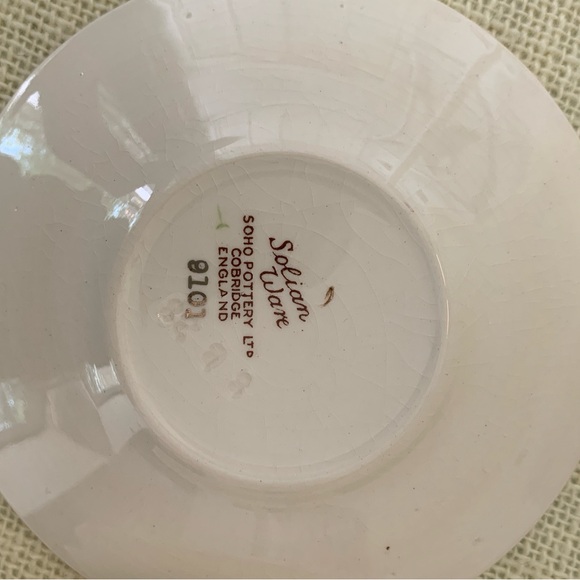 Solian
Ware
SOHO POTTERY LTD
COBRIDGE
ENGLAND
9101